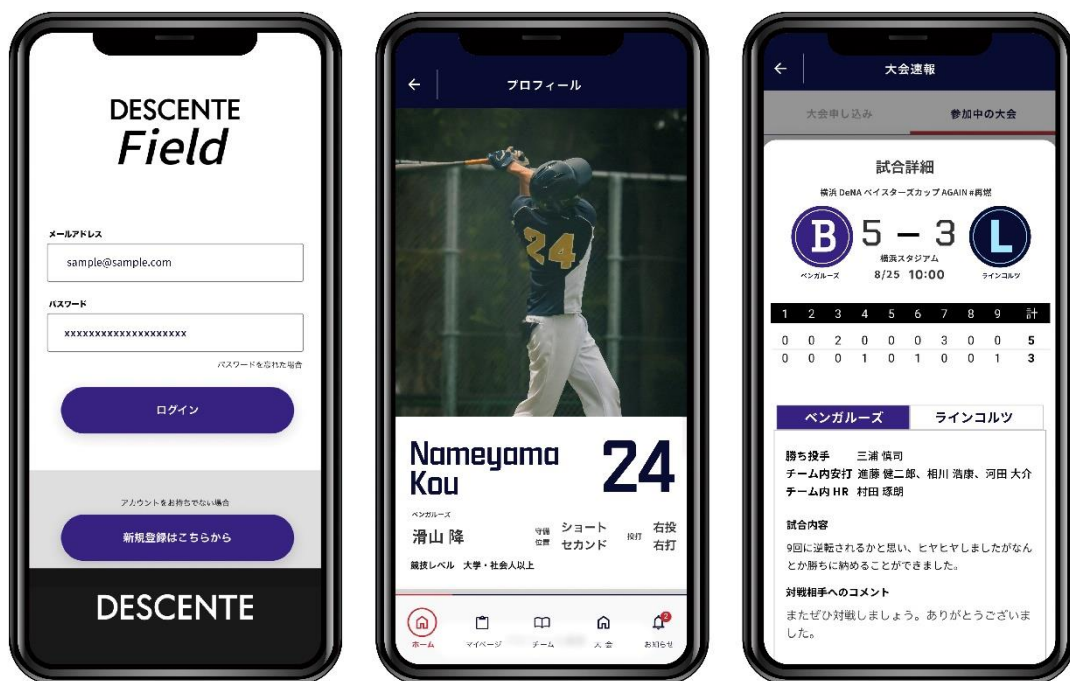 DESCENTE
Field
メールアドレス
sample@sample.com
パスワード
xxxxxxxxxxxxxxxxxxxx
パスワードを忘れた場合
ログイン
アカウントをお持ちでない場合
新規登録はこちらから
DESCENTE
プロフィール
24
Nameyama
Kou
24
ベンガルーズ
滑山 隆
守備位置
ショート
セカンド
投打
右投
右打
競技レベル 大学・社会人以上
2
ホーム マイページ チーム 大会 お知らせ
大会速報
大会申し込み 参加中の大会
試合詳細
横浜 DeNA ベイスターズカップ AGAIN #再燃
B 5 — 3 L
横浜スタジアム
ベンガルーズ 8/25 10:00 ラインコルツ
1 2 3 4 5 6 7 8 9 計
0 0 2 0 0 0 3 0 0 5
0 0 0 1 0 1 0 0 1 3
ベンガルーズ ラインコルツ
勝ち投手 三浦 慎司
チーム内安打 進藤 健二郎、相川 浩康、河田 大介
チーム内 HR 村田 琢朗
試合内容
9回に逆転されるかと思い、ヒヤヒヤしましたがなん
とか勝ちに納めることができました。
対戦相手へのコメント
またぜひ対戦しましょう。ありがとうございま
した。